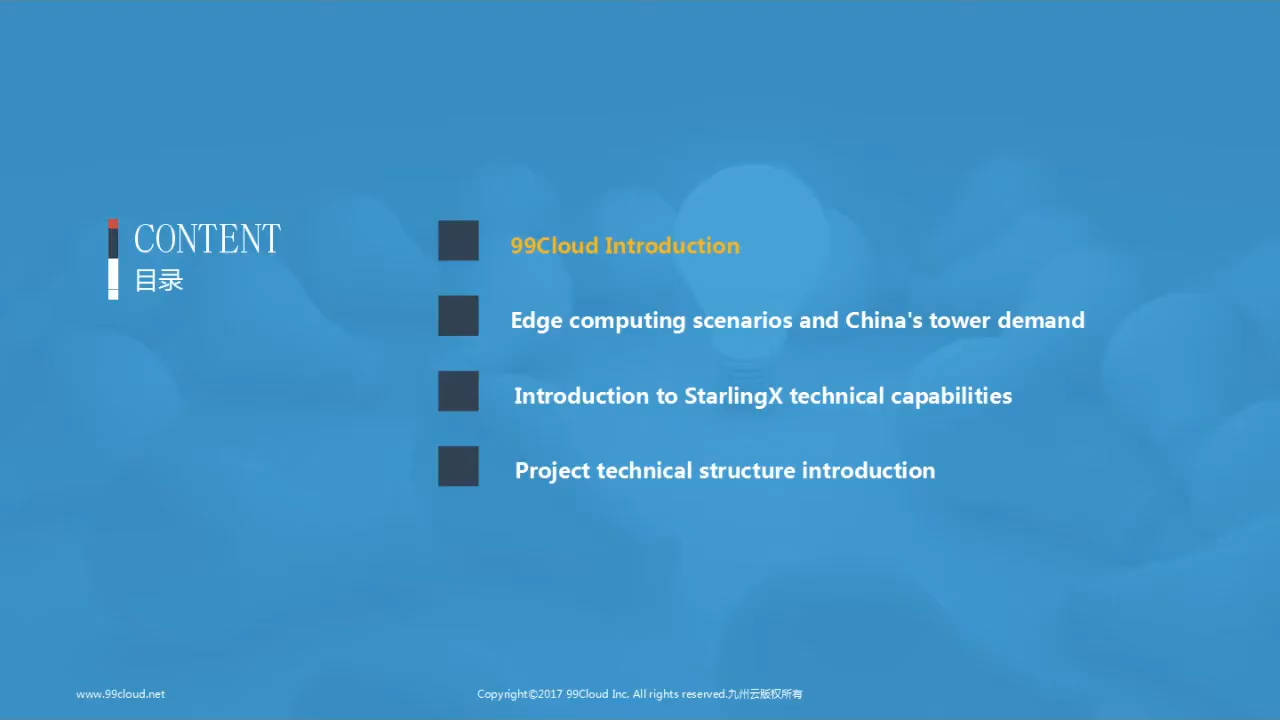 CONTENT
目录
99Cloud Introduction
Edge computing scenarios and China's tower demand
Introduction to StarlingX technical capabilities
Project technical structure introduction
www.99cloud.net
Copyright©2017 99Cloud Inc. All rights reserved.九州云版权所有